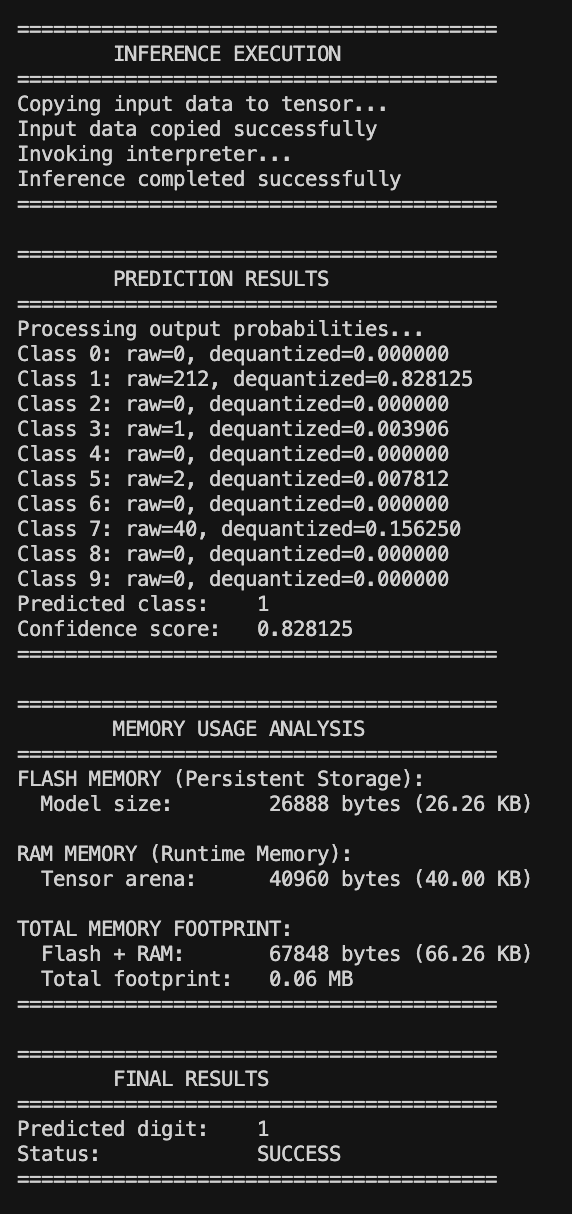 ========================================
        INFERENCE EXECUTION
========================================
Copying input data to tensor...
Input data copied successfully
Invoking interpreter...
Inference completed successfully
========================================

========================================
        PREDICTION RESULTS
========================================
Processing output probabilities...
Class 0: raw=0, dequantized=0.000000
Class 1: raw=212, dequantized=0.828125
Class 2: raw=0, dequantized=0.000000
Class 3: raw=1, dequantized=0.003906
Class 4: raw=0, dequantized=0.000000
Class 5: raw=2, dequantized=0.007812
Class 6: raw=0, dequantized=0.000000
Class 7: raw=40, dequantized=0.156250
Class 8: raw=0, dequantized=0.000000
Class 9: raw=0, dequantized=0.000000
Predicted class:    1
Confidence score:   0.828125
========================================

========================================
        MEMORY USAGE ANALYSIS
========================================
FLASH MEMORY (Persistent Storage):
  Model size:        26888 bytes (26.26 KB)

RAM MEMORY (Runtime Memory):
  Tensor arena:      40960 bytes (40.00 KB)

TOTAL MEMORY FOOTPRINT:
  Flash + RAM:       67848 bytes (66.26 KB)
  Total footprint:   0.06 MB
========================================

========================================
        FINAL RESULTS
========================================
Predicted digit:    1
Status:             SUCCESS
========================================